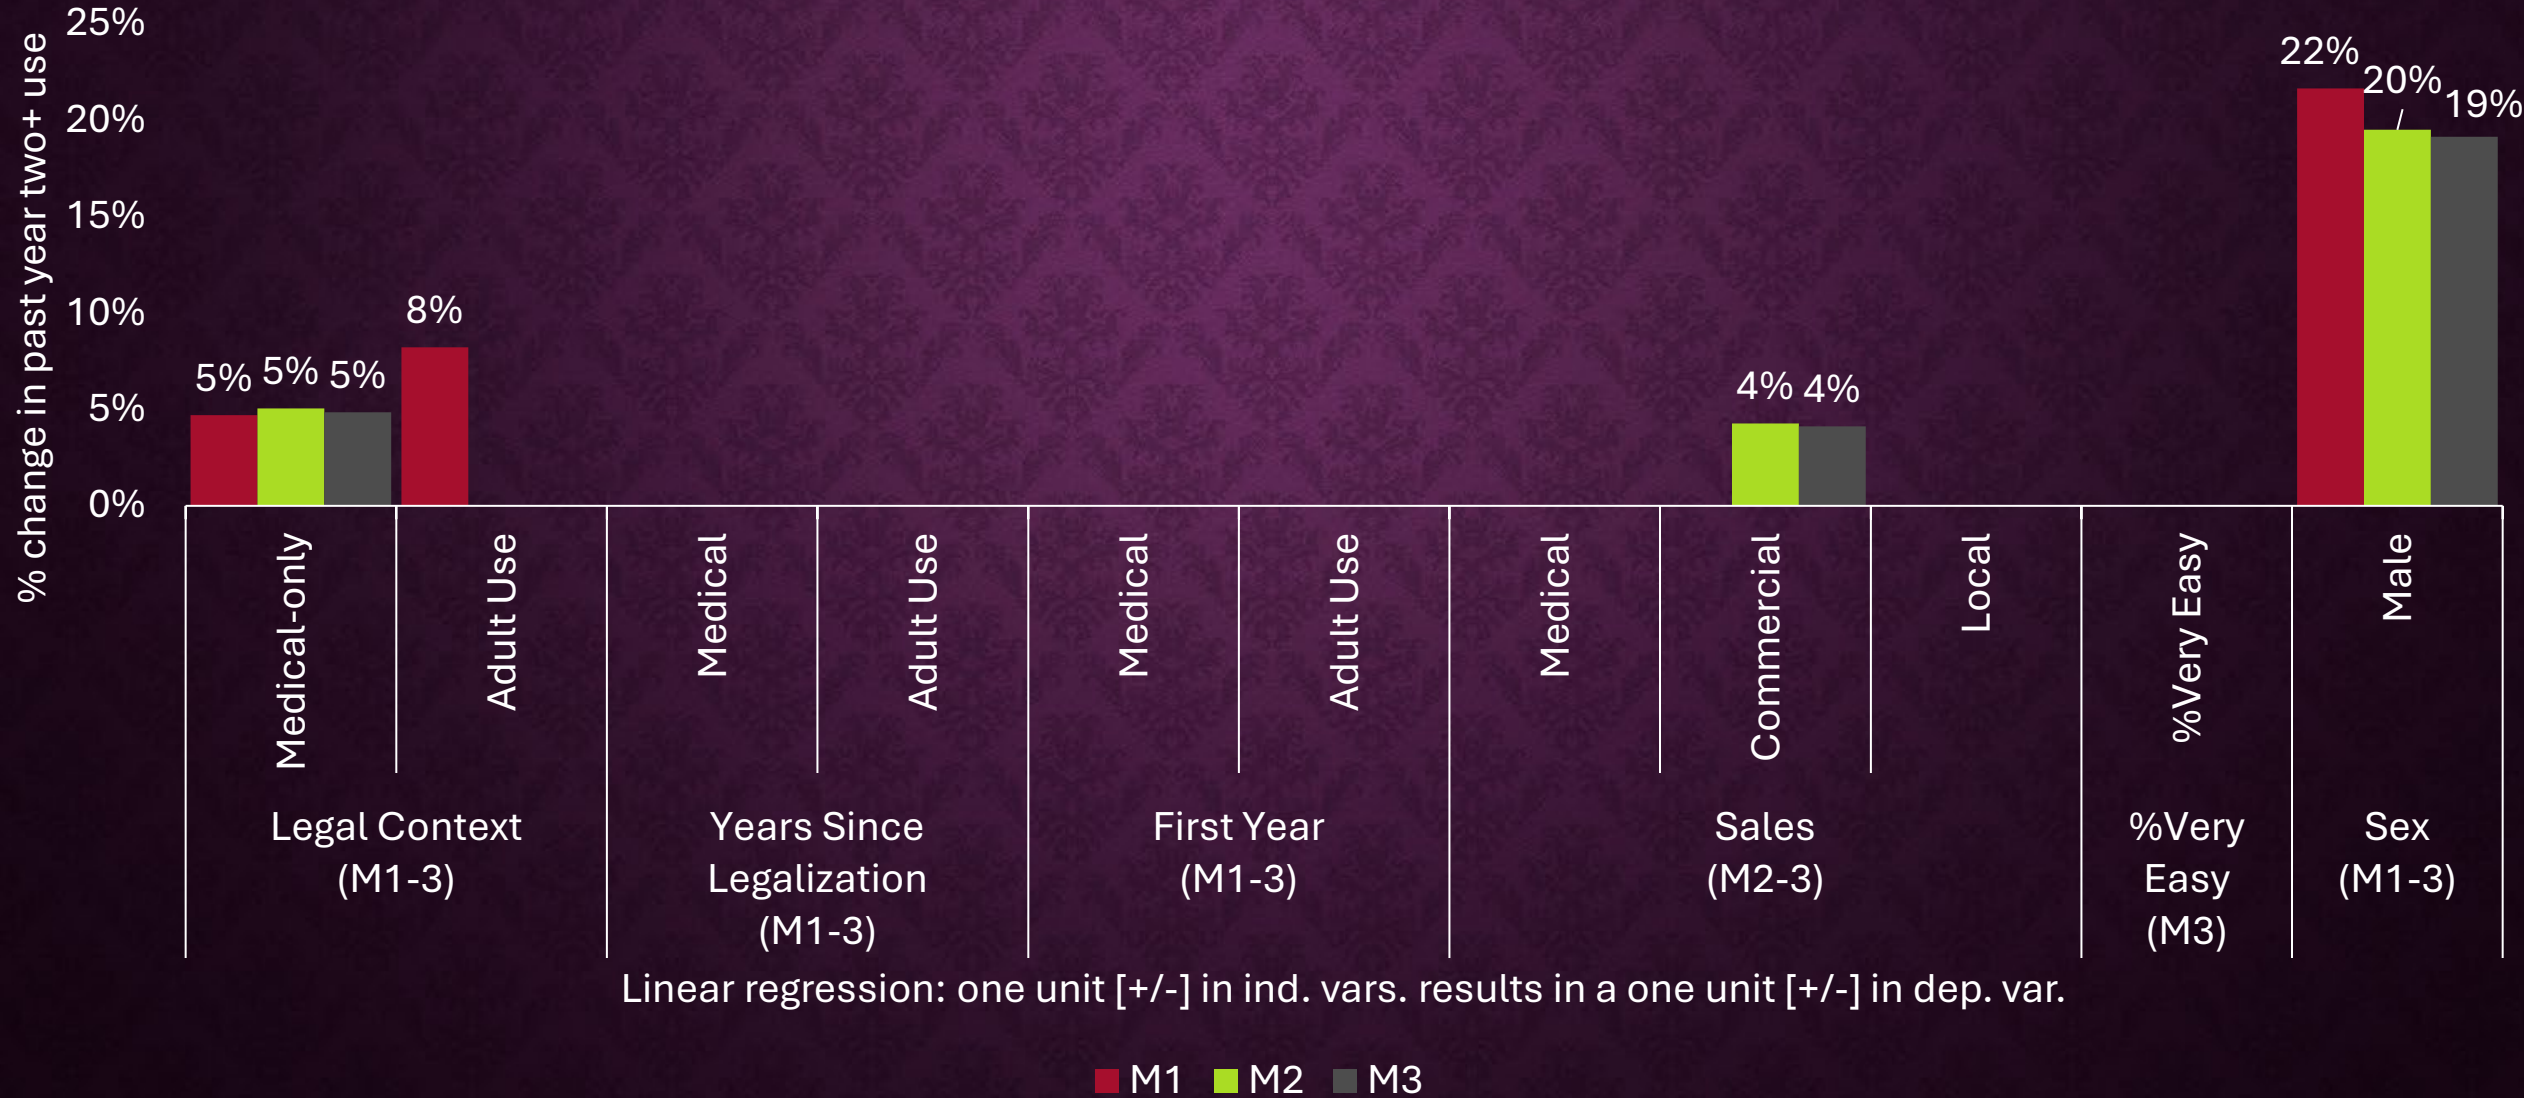 % change in past year two+ use
25%
20%
15%
10%
5%
0%
5%
5%
5%
8%
4%
4%
22%
20%
19%
Medical-only
Adult Use
Medical
Adult Use
Medical
Adult Use
Medical
Commercial
Local
%Very Easy
Male
Legal Context
(M1-3)
Years Since
Legalization
(M1-3)
First Year
(M1-3)
Sales
(M2-3)
%Very
Easy
(M3)
Sex
(M1-3)
Linear regression: one unit [+/-] in ind. vars. results in a one unit [+/-] in dep. var.
M1
M2
M3